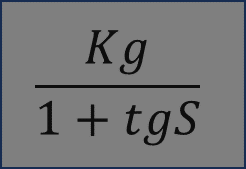 Kg
1 + tgS